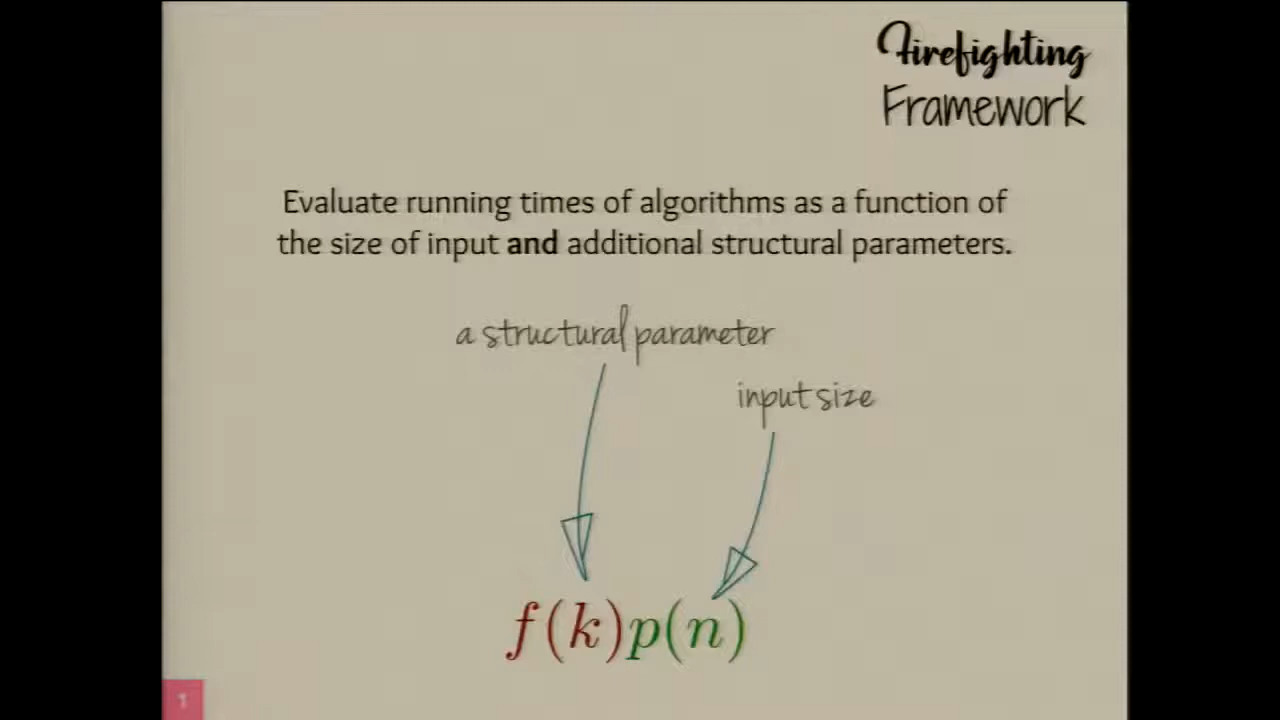 Firefighting
Framework
Evaluate running times of algorithms as a function of
the size of input and additional structural parameters.
a structural parameter
input size
f(k)p(n)
1